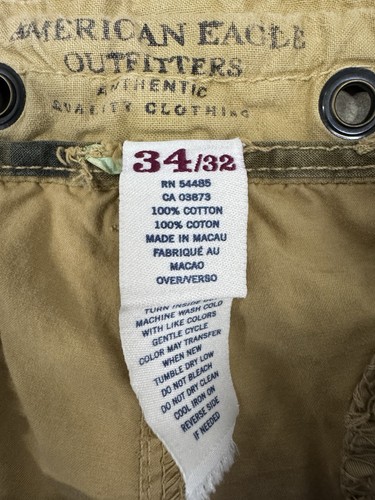 AMERICAN EAGLE
OUTFITTERS
AUTHENTIC
QUALITY CLOTHING
34/32
RN 54485
CA 03873
100% COTTON
100% COTON
MADE IN MACAU
FABRIQUÉ AU
MACAO
OVER/VERSO
TURN INSIDE OUT
MACHINE WASH COLD
WITH LIKE COLORS
GENTLE CYCLE
COLOR MAY TRANSFER
WHEN NEW
TUMBLE DRY LOW
DO NOT BLEACH
DO NOT DRY CLEAN
COOL IRON ON
REVERSE SIDE
IF NEEDED